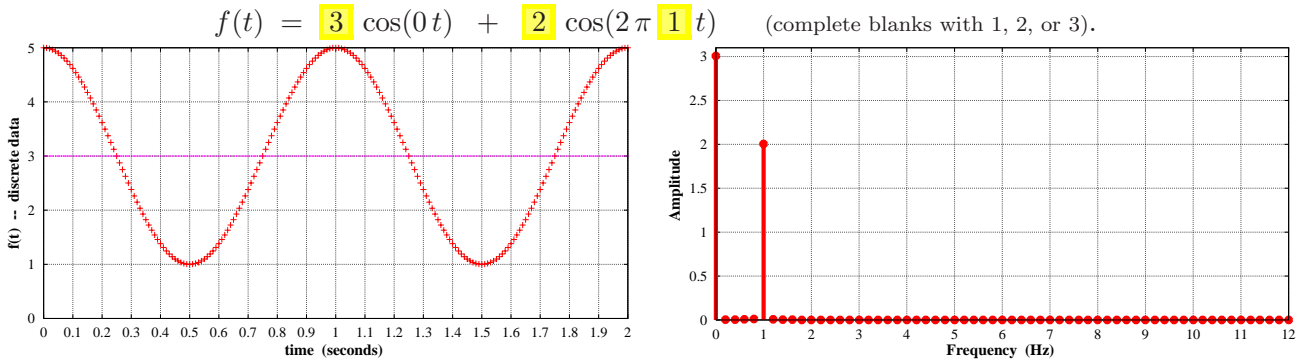 f(t) = 3 cos(0 t) + 2 cos(2 π 1 t) (complete blanks with 1, 2, or 3).
5
4
3
2
1
0
f(t) -- discrete data
0 0.1 0.2 0.3 0.4 0.5 0.6 0.7 0.8 0.9 1 1.1 1.2 1.3 1.4 1.5 1.6 1.7 1.8 1.9 2
time (seconds)
3
2.5
2
1.5
1
0.5
0
Amplitude
0 1 2 3 4 5 6 7 8 9 10 11 12
Frequency (Hz)